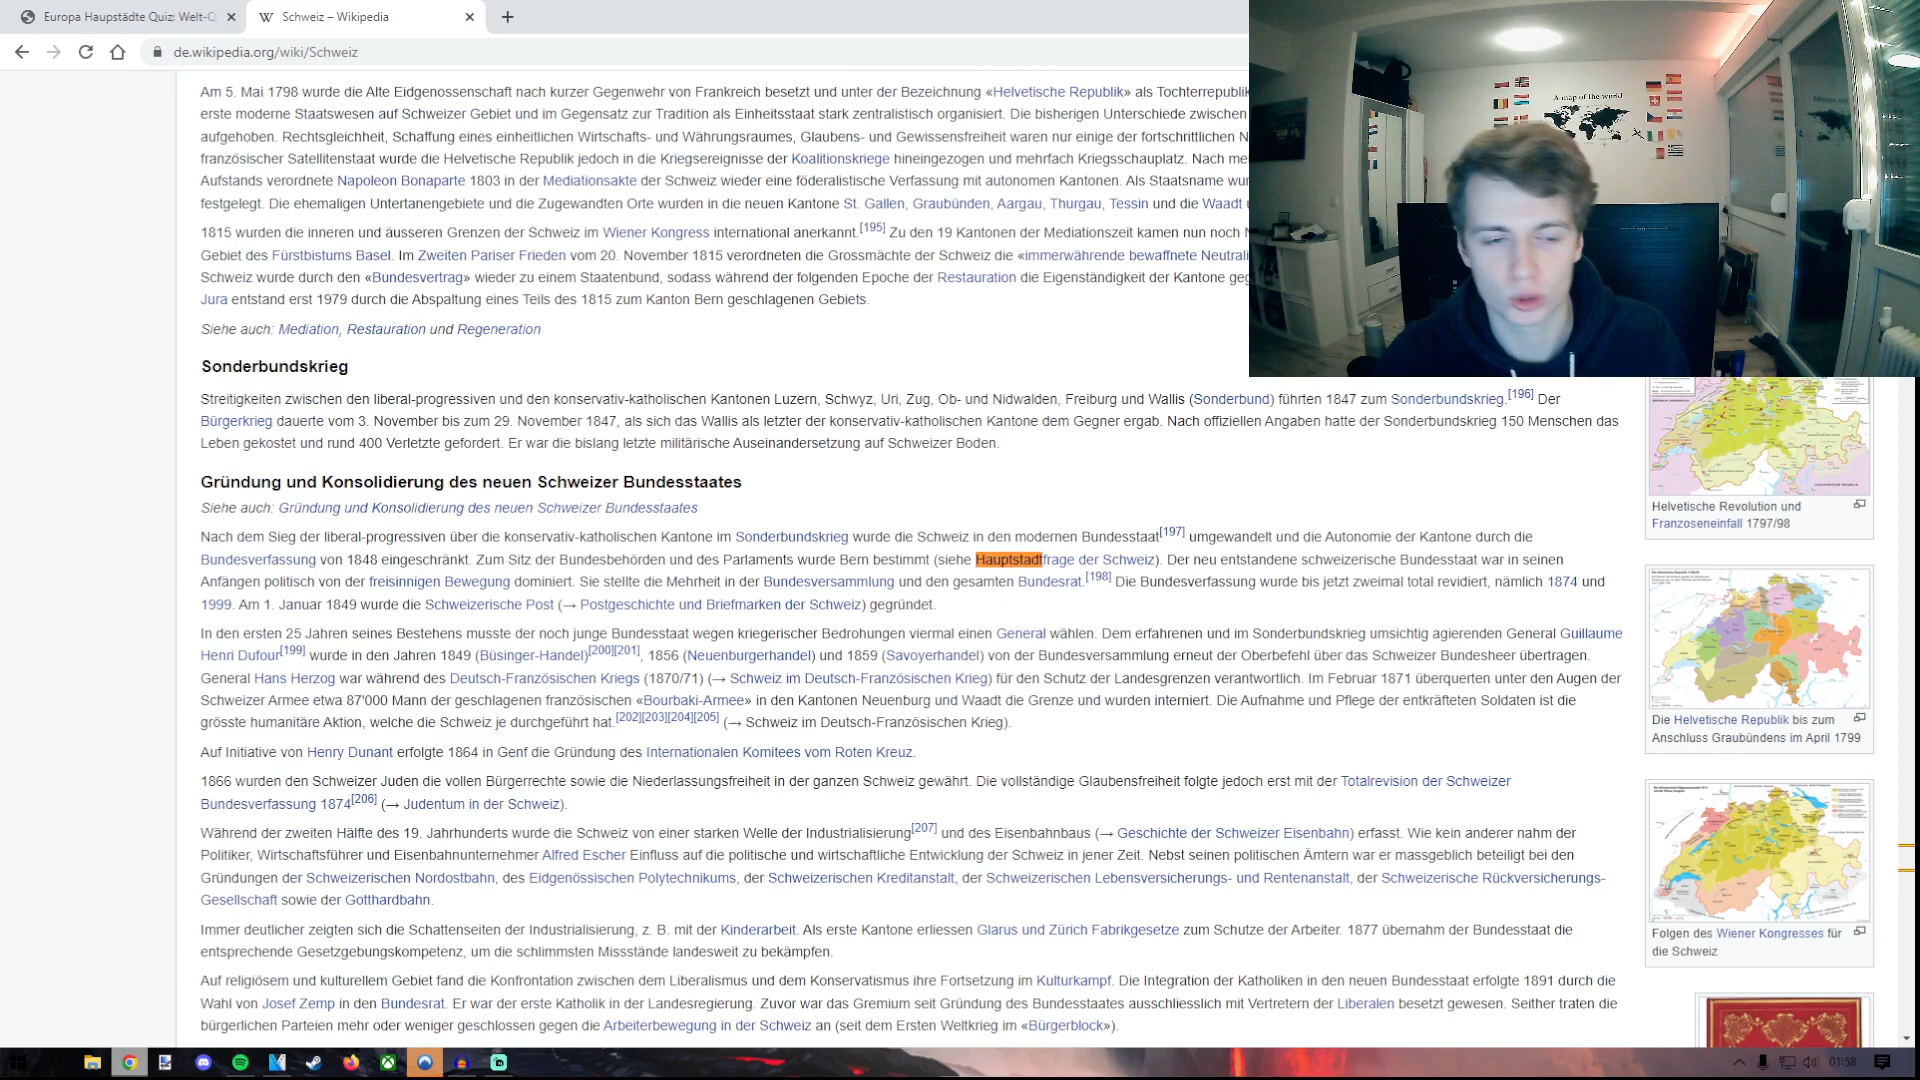 Europa Haupstädte Quiz: Welt-Q
Schweiz – Wikipedia
de.wikipedia.org/wiki/Schweiz
A map of the world
Am 5. Mai 1798 wurde die Alte Eidgenossenschaft nach kurzer Gegenwehr von Frankreich besetzt und unter der Bezeichnung «Helvetische Republik» als Tochterrepublik
erste moderne Staatswesen auf Schweizer Gebiet und im Gegensatz zur Tradition als Einheitsstaat stark zentralistisch organisiert. Die bisherigen Unterschiede zwischen
aufgehoben. Rechtsgleichheit, Schaffung eines einheitlichen Wirtschafts- und Währungsraumes, Glaubens- und Gewissensfreiheit waren nur einige der fortschrittlichen N
französischer Satellitenstaat wurde die Helvetische Republik jedoch in die Kriegsereignisse der Koalitionskriege hineingezogen und mehrfach Kriegsschauplatz. Nach me
Aufstands verordnete Napoleon Bonaparte 1803 in der Mediationsakte der Schweiz wieder eine föderalistische Verfassung mit autonomen Kantonen. Als Staatsname wur
festgelegt. Die ehemaligen Untertanengebiete und die Zugewandten Orte wurden in die neuen Kantone St. Gallen, Graubünden, Aargau, Thurgau, Tessin und die Waadt
1815 wurden die inneren und äusseren Grenzen der Schweiz im Wiener Kongress international anerkannt.[195] Zu den 19 Kantonen der Mediationszeit kamen nun noch
Gebiet des Fürstbistums Basel. Im Zweiten Pariser Frieden vom 20. November 1815 verordneten die Grossmächte der Schweiz die «immerwährende bewaffnete Neutrali
Schweiz wurde durch den «Bundesvertrag» wieder zu einem Staatenbund, sodass während der folgenden Epoche der Restauration die Eigenständigkeit der Kantone geg
Jura entstand erst 1979 durch die Abspaltung eines Teils des 1815 zum Kanton Bern geschlagenen Gebiets.
Siehe auch: Mediation, Restauration und Regeneration
Sonderbundskrieg
Streitigkeiten zwischen den liberal-progressiven und den konservativ-katholischen Kantonen Luzern, Schwyz, Uri, Zug, Ob- und Nidwalden, Freiburg und Wallis (Sonderbund) führten 1847 zum Sonderbundskrieg.[196] Der
Bürgerkrieg dauerte vom 3. November bis zum 29. November 1847, als sich das Wallis als letzter der konservativ-katholischen Kantone dem Gegner ergab. Nach offiziellen Angaben hatte der Sonderbundskrieg 150 Menschen das
Leben gekostet und rund 400 Verletzte gefordert. Er war die bislang letzte militärische Auseinandersetzung auf Schweizer Boden.
Gründung und Konsolidierung des neuen Schweizer Bundesstaates
Siehe auch: Gründung und Konsolidierung des neuen Schweizer Bundesstaates
Nach dem Sieg der liberal-progressiven über die konservativ-katholischen Kantone im Sonderbundskrieg wurde die Schweiz in den modernen Bundesstaat[197] umgewandelt und die Autonomie der Kantone durch die
Bundesverfassung von 1848 eingeschränkt. Zum Sitz der Bundesbehörden und des Parlaments wurde Bern bestimmt (siehe Hauptstadtfrage der Schweiz). Der neu entstandene schweizerische Bundesstaat war in seinen
Anfängen politisch von der freisinnigen Bewegung dominiert. Sie stellte die Mehrheit in der Bundesversammlung und den gesamten Bundesrat.[198] Die Bundesverfassung wurde bis jetzt zweimal total revidiert, nämlich 1874 und
1999. Am 1. Januar 1849 wurde die Schweizerische Post (→ Postgeschichte und Briefmarken der Schweiz) gegründet.
In den ersten 25 Jahren seines Bestehens musste der noch junge Bundesstaat wegen kriegerischer Bedrohungen viermal einen General wählen. Dem erfahrenen und im Sonderbundskrieg umsichtig agierenden General Guillaume
Henri Dufour[199] wurde in den Jahren 1849 (Büsinger-Handel)[200][201], 1856 (Neuenburgerhandel) und 1859 (Savoyerhandel) von der Bundesversammlung erneut der Oberbefehl über das Schweizer Bundesheer übertragen.
General Hans Herzog war während des Deutsch-Französischen Kriegs (1870/71) (→ Schweiz im Deutsch-Französischen Krieg) für den Schutz der Landesgrenzen verantwortlich. Im Februar 1871 überquerten unter den Augen der
Schweizer Armee etwa 87'000 Mann der geschlagenen französischen «Bourbaki-Armee» in den Kantonen Neuenburg und Waadt die Grenze und wurden interniert. Die Aufnahme und Pflege der entkräfteten Soldaten ist die
grösste humanitäre Aktion, welche die Schweiz je durchgeführt hat.[202][203][204][205] (→ Schweiz im Deutsch-Französischen Krieg).
Auf Initiative von Henry Dunant erfolgte 1864 in Genf die Gründung des Internationalen Komitees vom Roten Kreuz.
1866 wurden den Schweizer Juden die vollen Bürgerrechte sowie die Niederlassungsfreiheit in der ganzen Schweiz gewährt. Die vollständige Glaubensfreiheit folgte jedoch erst mit der Totalrevision der Schweizer
Bundesverfassung 1874[206] (→ Judentum in der Schweiz).
Während der zweiten Hälfte des 19. Jahrhunderts wurde die Schweiz von einer starken Welle der Industrialisierung[207] und des Eisenbahnbaus (→ Geschichte der Schweizer Eisenbahn) erfasst. Wie kein anderer nahm der
Politiker, Wirtschaftsführer und Eisenbahnunternehmer Alfred Escher Einfluss auf die politische und wirtschaftliche Entwicklung der Schweiz in jener Zeit. Nebst seinen politischen Ämtern war er massgeblich beteiligt bei den
Gründungen der Schweizerischen Nordostbahn, des Eidgenössischen Polytechnikums, der Schweizerischen Kreditanstalt, der Schweizerischen Lebensversicherungs- und Rentenanstalt, der Schweizerische Rückversicherungs-
Gesellschaft sowie der Gotthardbahn.
Immer deutlicher zeigten sich die Schattenseiten der Industrialisierung, z. B. mit der Kinderarbeit. Als erste Kantone erliessen Glarus und Zürich Fabrikgesetze zum Schutze der Arbeiter. 1877 übernahm der Bundesstaat die
entsprechende Gesetzgebungskompetenz, um die schlimmsten Missstände landesweit zu bekämpfen.
Auf religiösem und kulturellem Gebiet fand die Konfrontation zwischen dem Liberalismus und dem Konservatismus ihre Fortsetzung im Kulturkampf. Die Integration der Katholiken in den neuen Bundesstaat erfolgte 1891 durch die
Wahl von Josef Zemp in den Bundesrat. Er war der erste Katholik in der Landesregierung. Zuvor war das Gremium seit Gründung des Bundesstaates ausschliesslich mit Vertretern der Liberalen besetzt gewesen. Seither traten die
bürgerlichen Parteien mehr oder weniger geschlossen gegen die Arbeiterbewegung in der Schweiz an (seit dem Ersten Weltkrieg im «Bürgerblock»).
Helvetische Revolution und
Franzoseneinfall 1797/98
Die Helvetische Republik bis zum
Anschluss Graubündens im April 1799
Folgen des Wiener Kongresses für
die Schweiz
01:58